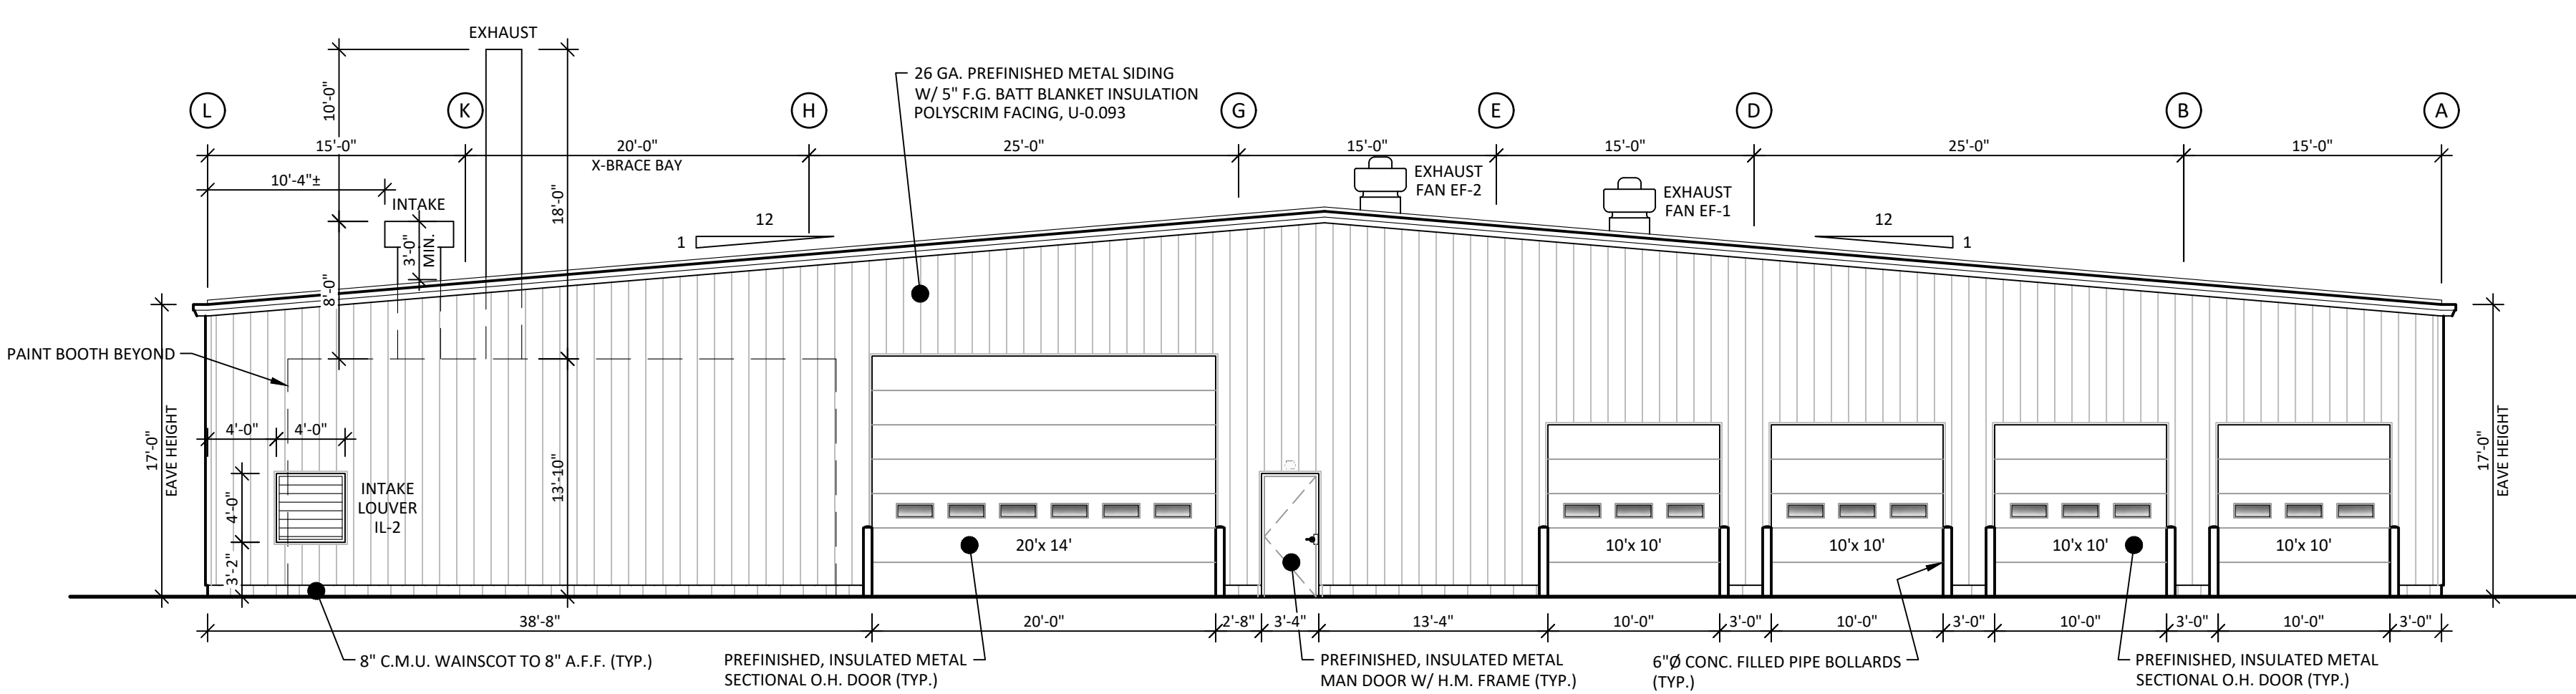 EXHAUST
10'-0"
26 GA. PREFINISHED METAL SIDING
W/ 5" F.G. BATT BLANKET INSULATION
POLYSCRIM FACING, U-0.093
L
K
H
G
E
D
B
A
15'-0"
20'-0"
X-BRACE BAY
25'-0"
15'-0"
15'-0"
25'-0"
15'-0"
10'-4"±
INTAKE
18'-0"
3'-0"
MIN.
8'-0"
12
1
EXHAUST
FAN EF-2
EXHAUST
FAN EF-1
12
1
PAINT BOOTH BEYOND
17'-0"
EAVE HEIGHT
4'-0"
4'-0"
4'-0"
3'-2"
INTAKE
LOUVER
IL-2
13'-10"
17'-0"
EAVE HEIGHT
20'x 14'
10'x 10'
10'x 10'
10'x 10'
10'x 10'
38'-8"
20'-0"
2'-8"
3'-4"
13'-4"
10'-0"
3'-0"
10'-0"
3'-0"
10'-0"
3'-0"
10'-0"
3'-0"
8" C.M.U. WAINSCOT TO 8" A.F.F. (TYP.)
PREFINISHED, INSULATED METAL
SECTIONAL O.H. DOOR (TYP.)
PREFINISHED, INSULATED METAL
MAN DOOR W/ H.M. FRAME (TYP.)
6"Ø CONC. FILLED PIPE BOLLARDS
(TYP.)
PREFINISHED, INSULATED METAL
SECTIONAL O.H. DOOR (TYP.)